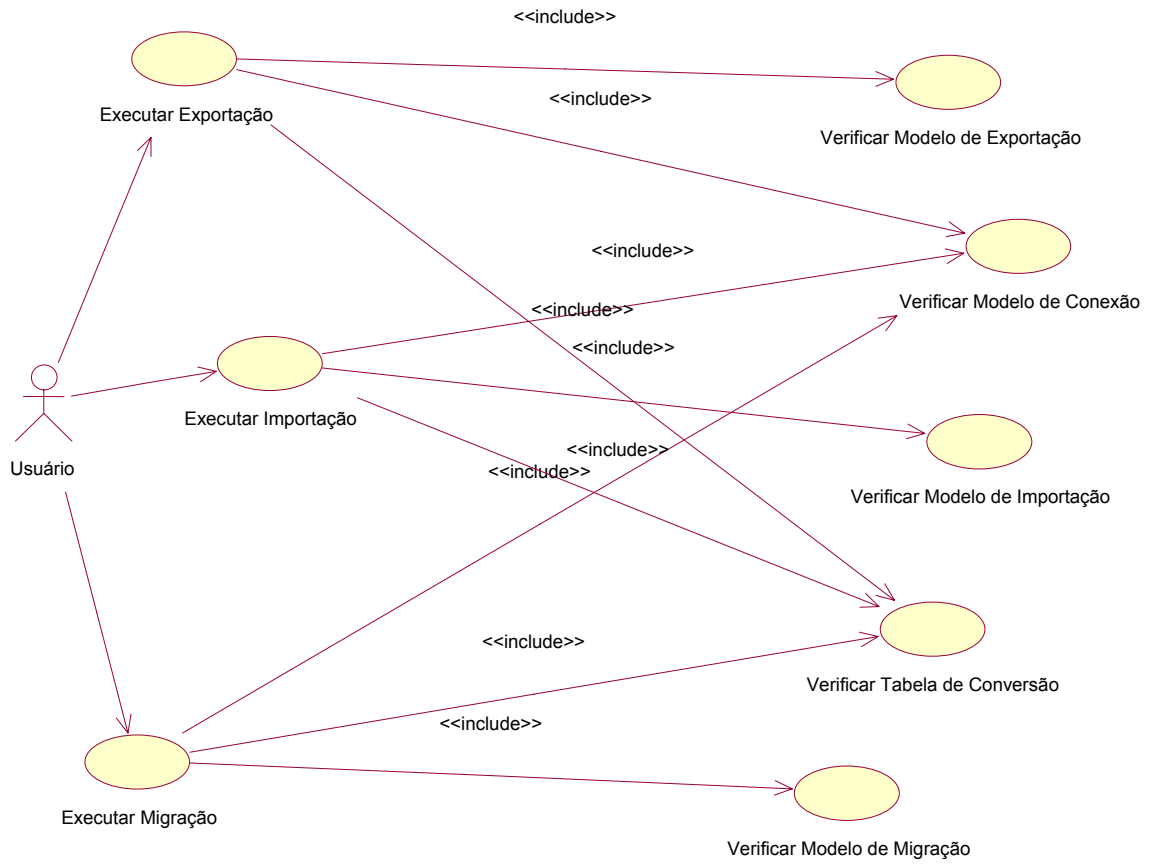 <<include>>
<<include>>
Executar Exportação
Verificar Modelo de Exportação
<<include>>
Verificar Modelo de Conexão
<<include>>
<<include>>
Executar Importação
<<include>>
Usuário
<<include>>
Verificar Modelo de Importação
<<include>>
Verificar Tabela de Conversão
<<include>>
Executar Migração
Verificar Modelo de Migração